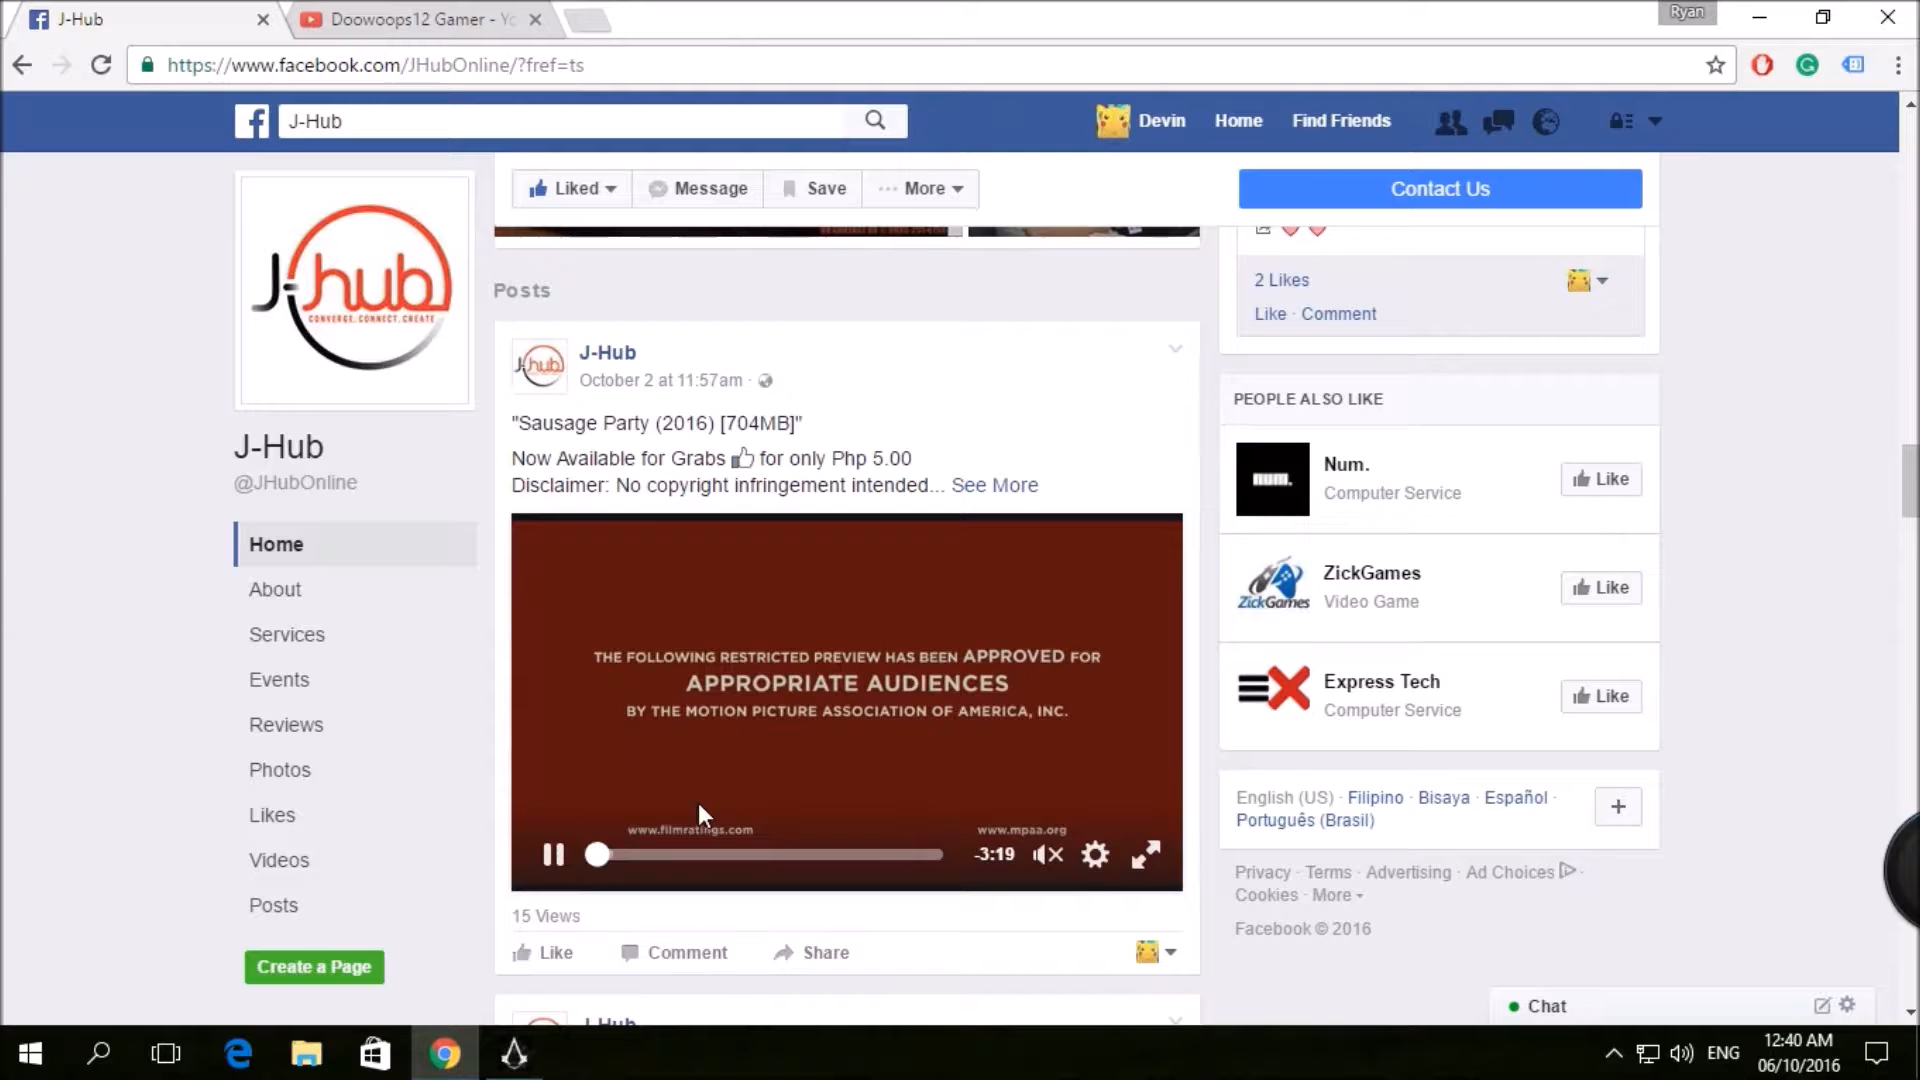 J-Hub
Doowoops12 Gamer - Yo
Ryan
https://www.facebook.com/JHubOnline/?fref=ts
J-Hub
Devin
Home
Find Friends
Liked
Message
Save
More
Contact Us
J-hub
CONVERGE.CONNECT.CREATE
J-Hub
@JHubOnline
Home
About
Services
Events
Reviews
Photos
Likes
Videos
Posts
Create a Page
Posts
J-hub
J-Hub
October 2 at 11:57am ·
"Sausage Party (2016) [704MB]"
Now Available for Grabs for only Php 5.00
Disclaimer: No copyright infringement intended... See More
THE FOLLOWING RESTRICTED PREVIEW HAS BEEN APPROVED FOR
APPROPRIATE AUDIENCES
BY THE MOTION PICTURE ASSOCIATION OF AMERICA, INC.
www.filmratings.com
www.mpaa.org
-3:19
15 Views
Like
Comment
Share
J-Hub
2 Likes
Like · Comment
PEOPLE ALSO LIKE
num.
Num.
Computer Service
Like
ZickGames
ZickGames
Video Game
Like
Express Tech
Computer Service
Like
English (US) · Filipino · Bisaya · Español ·
Português (Brasil)
Privacy · Terms · Advertising · Ad Choices ·
Cookies · More
Facebook © 2016
Chat
ENG
12:40 AM
06/10/2016